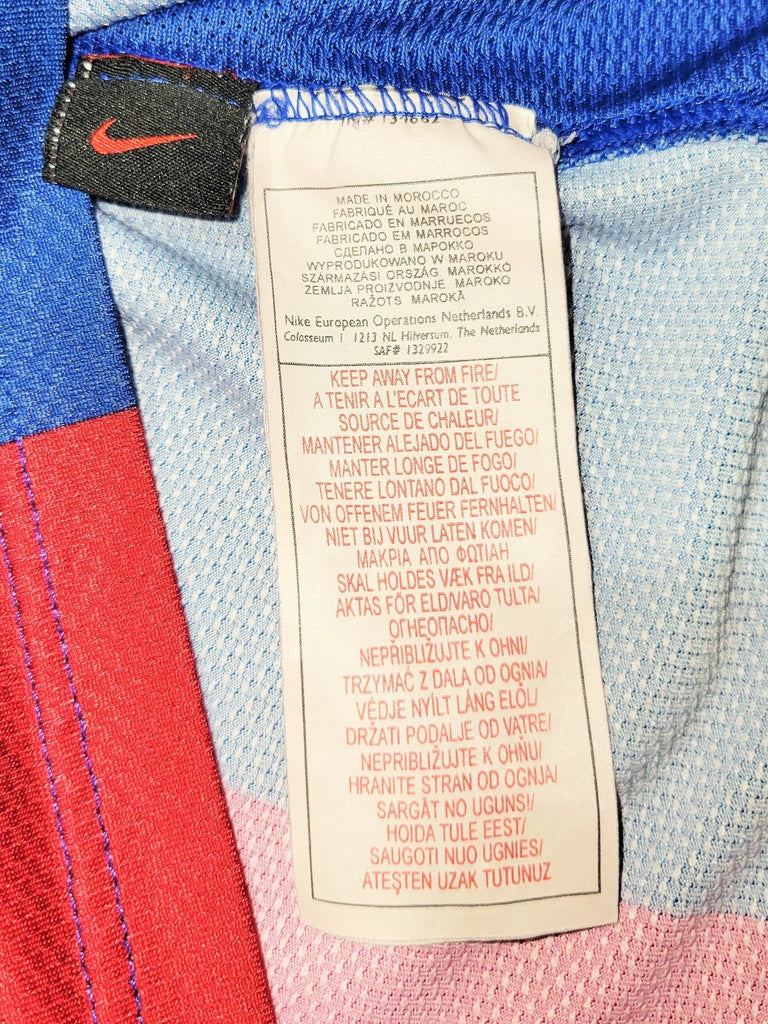 MADE IN MOROCCO
FABRIQUÉ AU MAROC
FABRICADO EN MARRUECOS
FABRICADO EM MARROCOS
СДЕЛАНО В МАРОККО
WYPRODUKOWANO W MAROKU
SZÁRMAZÁSI ORSZÁG. MAROKKÓ
ZEMLJA PROIZVODNJE. MAROKO
RAŽOTS MAROKĀ
Nike European Operations Netherlands B.V.
Colosseum 1 1213 NL Hilversum. The Netherlands
SAF# 1329922
KEEP AWAY FROM FIRE/
A TENIR A L'ECART DE TOUTE
SOURCE DE CHALEUR/
MANTENER ALEJADO DEL FUEGO/
MANTER LONGE DE FOGO/
TENERE LONTANO DAL FUOCO/
VON OFFENEM FEUER FERNHALTEN/
NIET BIJ VUUR LATEN KOMEN/
ΜΑΚΡΙΑ ΑΠΟ ΦΩΤΙΑΗ
SKAL HOLDES VÆK FRA ILD/
AKTAS FÖR ELD/VARO TULTA/
ОГНЕОПАСНО/
NEPŘIBLIŽUJTE K OHNI/
TRZYMAĆ Z DALA OD OGNIA/
VÉDJE NYÍLT LÁNG ELŐL/
DRŽATI PODALJE OD VATRE/
NEPRIBLIŽUJTE K OHŇU/
HRANITE STRAN OD OGNJA/
SARGĀT NO UGUNS!/
HOIDA TULE EEST/
SAUGOTI NUO UGNIES/
ATEŞTEN UZAK TUTUNUZ